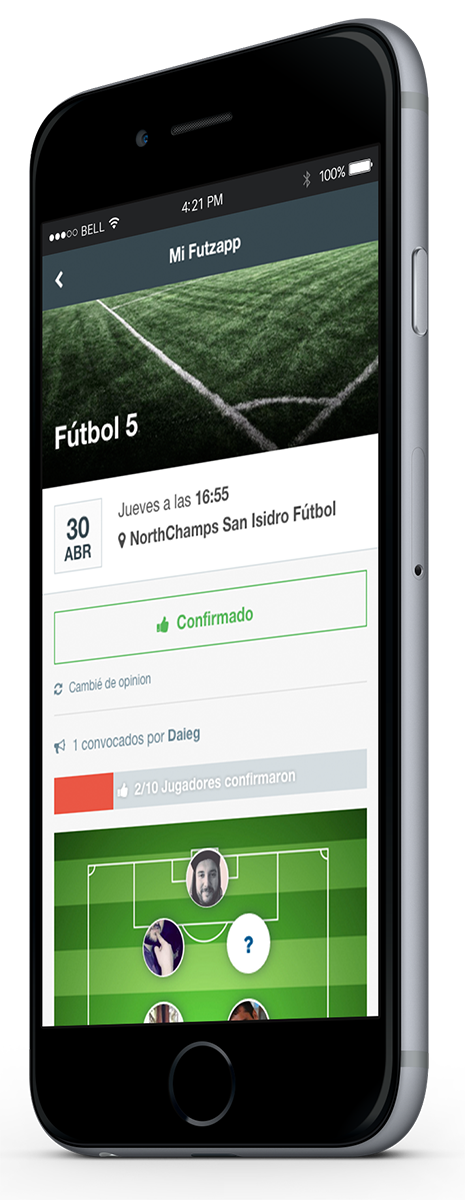 BELL
4:21 PM
100%
Mi Futzapp
Fútbol 5
30
ABR
Jueves a las 16:55
NorthChamps San Isidro Fútbol
Confirmado
Cambié de opinion
1 convocados por Daieg
2/10 Jugadores confirmaron
?